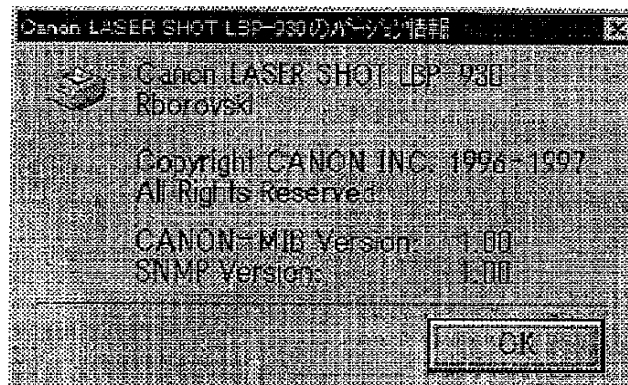 Canon LASER SHOT LBP-930のバージョン情報
Canon LASER SHOT LBP-930
Rborovski
Copyright CANON INC. 1996-1997
All Rights Reserved.
CANON-MIB Version: 1.00
SNMP Version: 1.00
OK